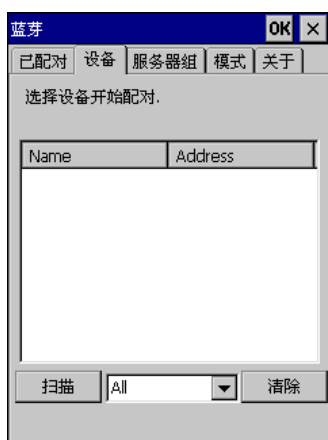 蓝芽 OK ×
已配对 设备 服务器组 模式 关于
选择设备开始配对.
Name Address
扫描 All 清除